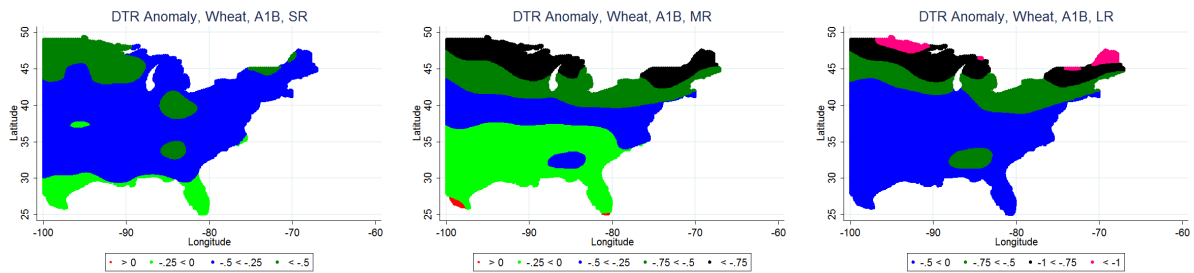 DTR Anomaly, Wheat, A1B, SR
50
45
40
35
30
25
Latitude
-100 -90 -80 -70 -60
Longitude
> 0 -.25 < 0 -.5 < -.25 < -.5
DTR Anomaly, Wheat, A1B, MR
50
45
40
35
30
25
Latitude
-100 -90 -80 -70 -60
Longitude
> 0 -.25 < 0 -.5 < -.25 -.75 < -.5 < -.75
DTR Anomaly, Wheat, A1B, LR
50
45
40
35
30
25
Latitude
-100 -90 -80 -70 -60
Longitude
-.5 < 0 -.75 < -.5 -1 < -.75 < -1